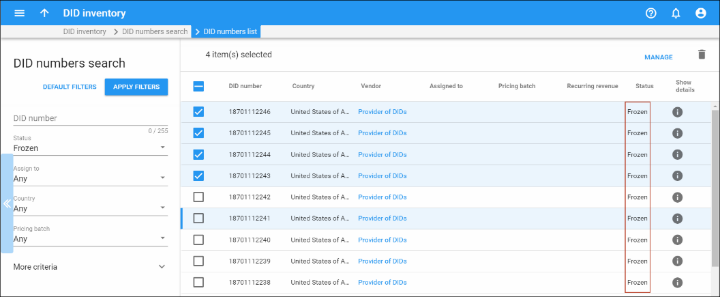 DID inventory
DID inventory > DID numbers search > DID numbers list
4 item(s) selected
MANAGE
DID numbers search
DEFAULT FILTERS
APPLY FILTERS
DID number
0 / 255
Status
Frozen
Assign to
Any
Country
Any
Pricing batch
Any
More criteria
DID number Country Vendor Assigned to Pricing batch Recurring revenue Status Show details
18701112246 United States of A... Provider of DIDs Frozen
18701112245 United States of A... Provider of DIDs Frozen
18701112244 United States of A... Provider of DIDs Frozen
18701112243 United States of A... Provider of DIDs Frozen
18701112242 United States of A... Provider of DIDs Frozen
18701112241 United States of A... Provider of DIDs Frozen
18701112240 United States of A... Provider of DIDs Frozen
18701112239 United States of A... Provider of DIDs Frozen
18701112238 United States of A... Provider of DIDs Frozen